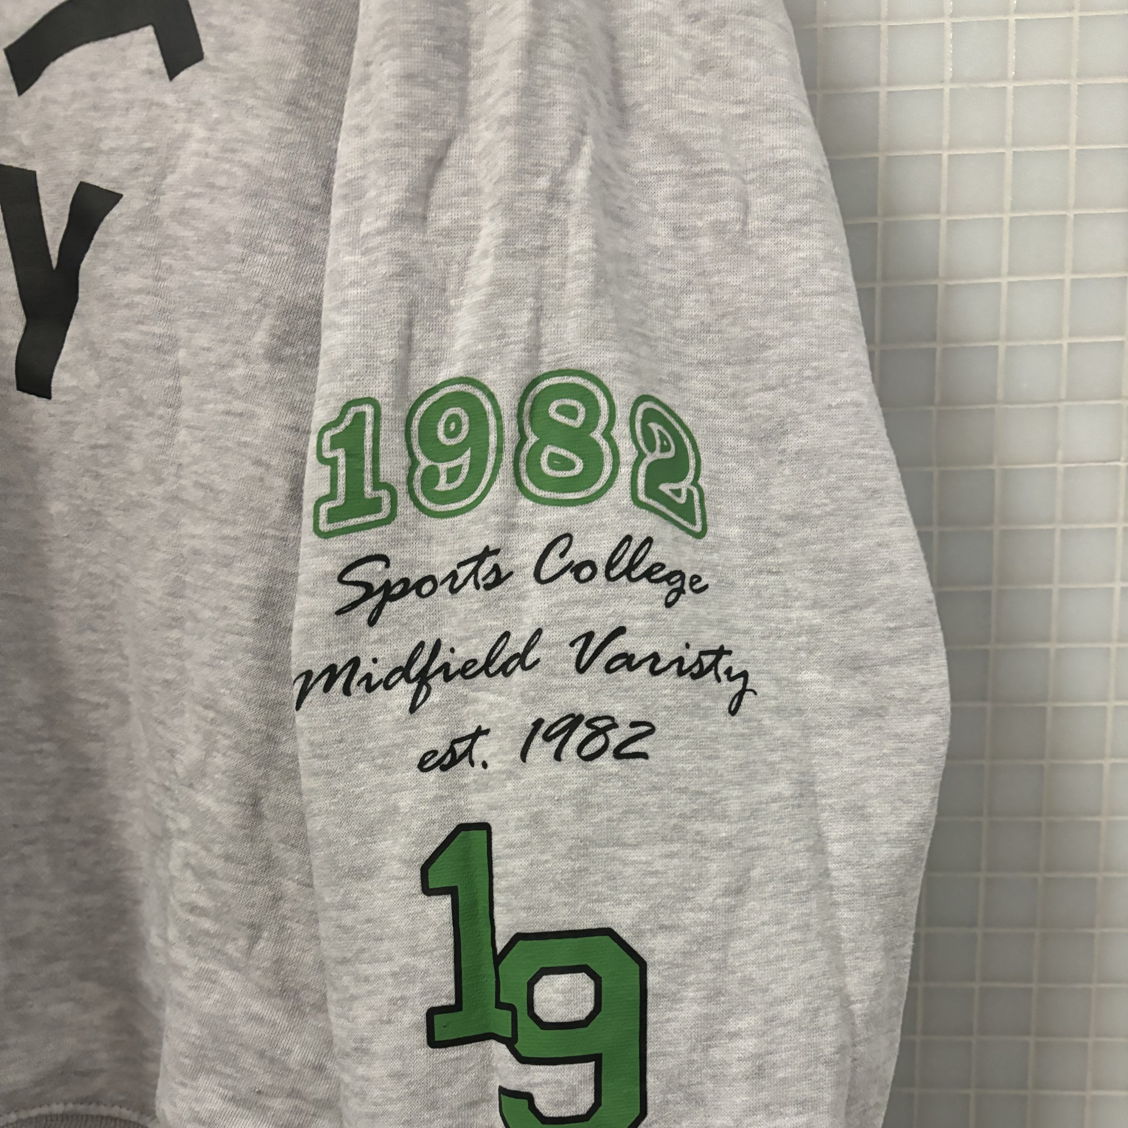 Y
1982
Sports College
Midfield Varisty
est. 1982
19